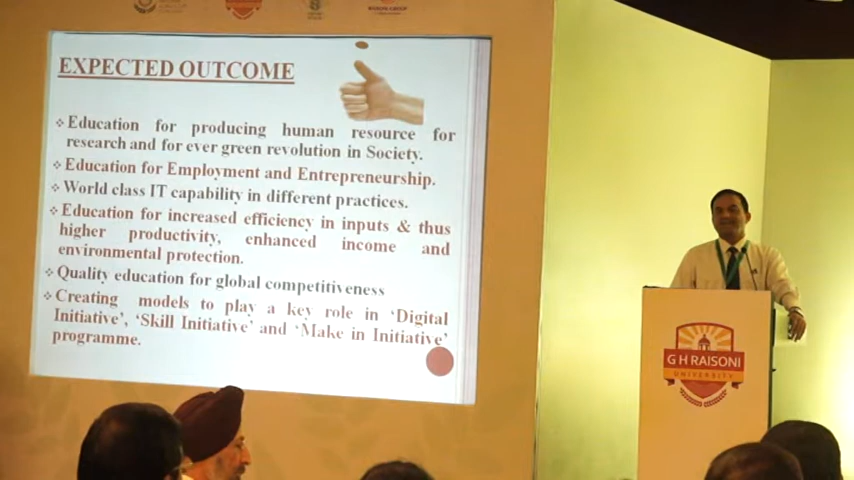 RAISONI GROUP
EXPECTED OUTCOME
Education for producing human resource for
research and for ever green revolution in Society.
Education for Employment and Entrepreneurship.
World class IT capability in different practices.
Education for increased efficiency in inputs & thus
higher productivity, enhanced income and
environmental protection.
Quality education for global competitiveness
Creating models to play a key role in ‘Digital
Initiative’, ‘Skill Initiative’ and ‘Make in Initiative’
programme.
G H RAISONI
UNIVERSITY